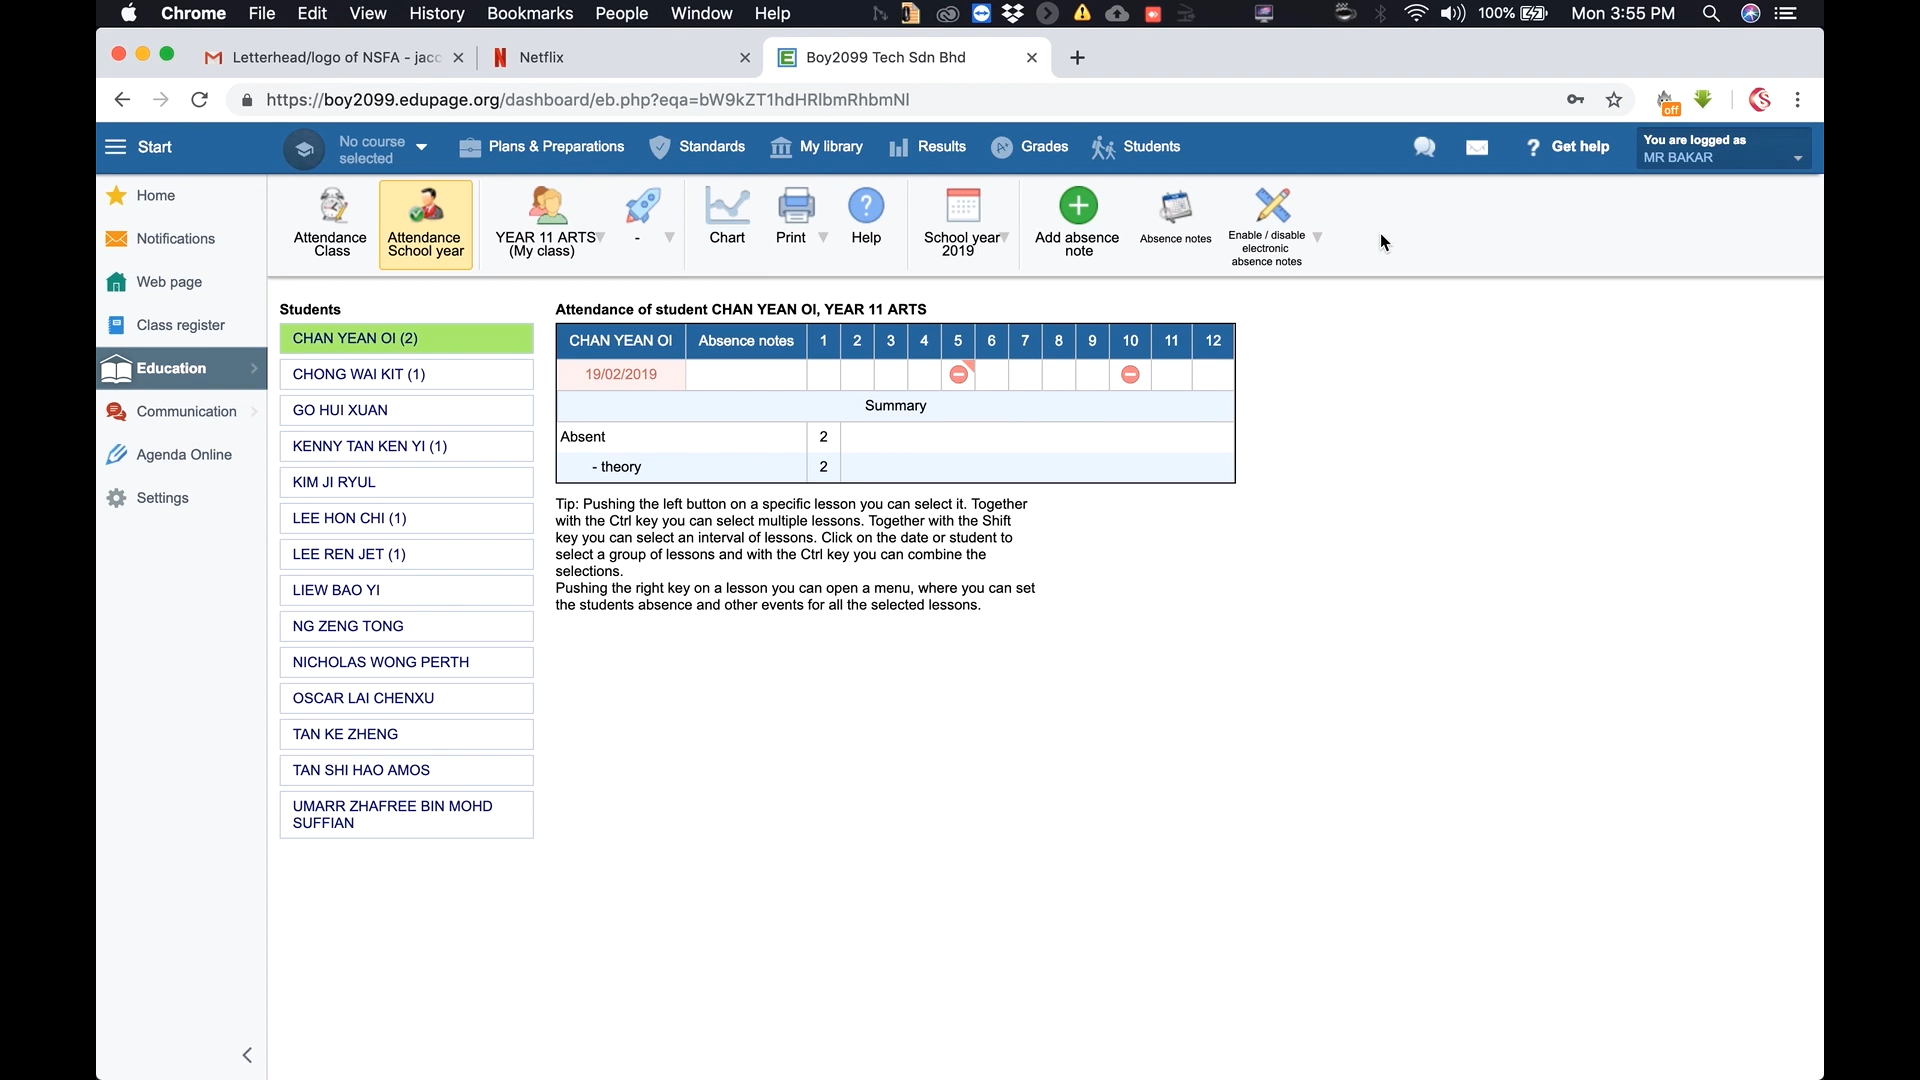 Chrome File Edit View History Bookmarks People Window Help 100% Mon 3:55 PM
Letterhead/logo of NSFA - jacc Netflix Boy2099 Tech Sdn Bhd
https://boy2099.edupage.org/dashboard/eb.php?eqa=bW9kZT1hdHRlbmRhbmNl
off
Start
No course
selected
Plans & Preparations Standards My library Results Grades Students
Get help
You are logged as
MR BAKAR
Home
Notifications
Web page
Class register
Education
Communication
Agenda Online
Settings
Attendance
Class
Attendance
School year
YEAR 11 ARTS
(My class)
-
Chart
Print
Help
School year
2019
Add absence
note
Absence notes
Enable / disable
electronic
absence notes
Students
CHAN YEAN OI (2)
CHONG WAI KIT (1)
GO HUI XUAN
KENNY TAN KEN YI (1)
KIM JI RYUL
LEE HON CHI (1)
LEE REN JET (1)
LIEW BAO YI
NG ZENG TONG
NICHOLAS WONG PERTH
OSCAR LAI CHENXU
TAN KE ZHENG
TAN SHI HAO AMOS
UMARR ZHAFREE BIN MOHD
SUFFIAN
Attendance of student CHAN YEAN OI, YEAR 11 ARTS
CHAN YEAN OI Absence notes 1 2 3 4 5 6 7 8 9 10 11 12
19/02/2019
Summary
Absent 2
- theory 2
Tip: Pushing the left button on a specific lesson you can select it. Together
with the Ctrl key you can select multiple lessons. Together with the Shift
key you can select an interval of lessons. Click on the date or student to
select a group of lessons and with the Ctrl key you can combine the
selections.
Pushing the right key on a lesson you can open a menu, where you can set
the students absence and other events for all the selected lessons.